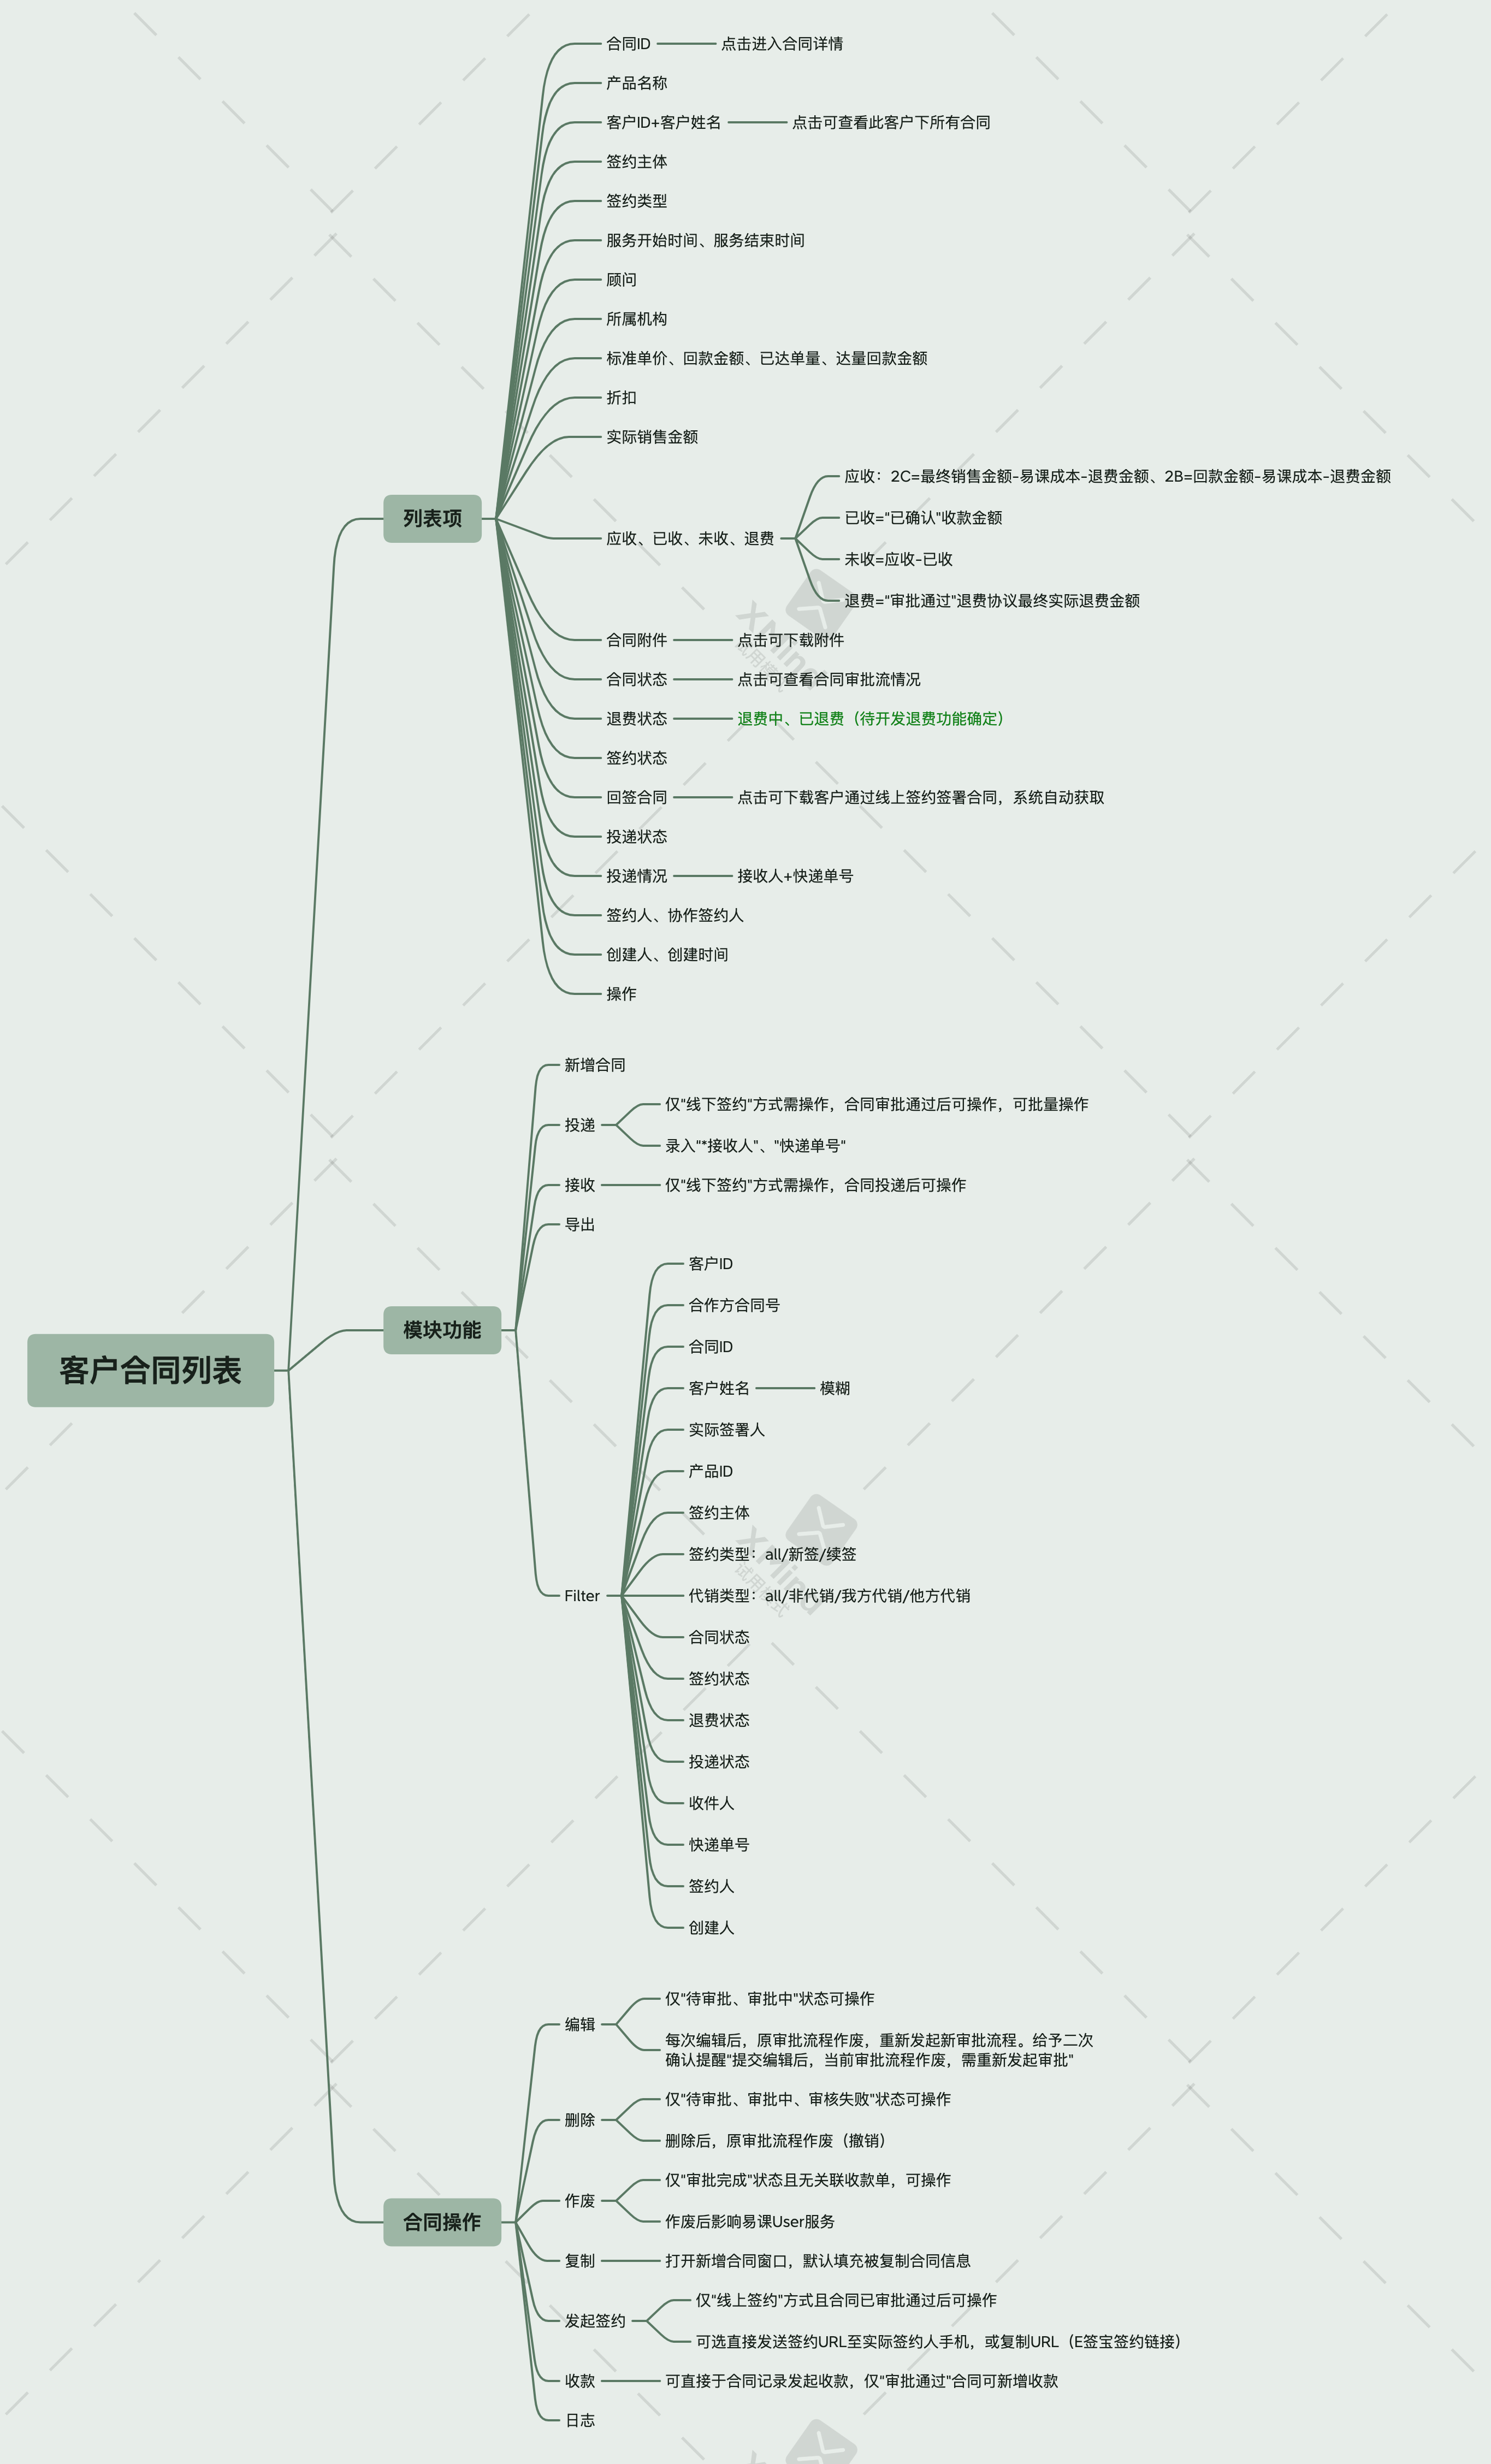 客户合同列表
列表项
合同ID
点击进入合同详情
产品名称
客户ID+客户姓名
点击可查看此客户下所有合同
签约主体
签约类型
服务开始时间、服务结束时间
顾问
所属机构
标准单价、回款金额、已达单量、达量回款金额
折扣
实际销售金额
应收、已收、未收、退费
应收：2C=最终销售金额-易课成本-退费金额、2B=回款金额-易课成本-退费金额
已收="已确认"收款金额
未收=应收-已收
退费="审批通过"退费协议最终实际退费金额
合同附件
点击可下载附件
合同状态
点击可查看合同审批流情况
退费状态
退费中、已退费（待开发退费功能确定）
签约状态
回签合同
点击可下载客户通过线上签约签署合同，系统自动获取
投递状态
投递情况
接收人+快递单号
签约人、协作签约人
创建人、创建时间
操作
模块功能
新增合同
投递
仅"线下签约"方式需操作，合同审批通过后可操作，可批量操作
录入"*接收人"、"快递单号"
接收
仅"线下签约"方式需操作，合同投递后可操作
导出
Filter
客户ID
合作方合同号
合同ID
客户姓名
模糊
实际签署人
产品ID
签约主体
签约类型：all/新签/续签
代销类型：all/非代销/我方代销/他方代销
合同状态
签约状态
退费状态
投递状态
收件人
快递单号
签约人
创建人
合同操作
编辑
仅"待审批、审批中"状态可操作
每次编辑后，原审批流程作废，重新发起新审批流程。给予二次
确认提醒"提交编辑后，当前审批流程作废，需重新发起审批"
删除
仅"待审批、审批中、审核失败"状态可操作
删除后，原审批流程作废（撤销）
作废
仅"审批完成"状态且无关联收款单，可操作
作废后影响易课User服务
复制
打开新增合同窗口，默认填充被复制合同信息
发起签约
仅"线上签约"方式且合同已审批通过后可操作
可选直接发送签约URL至实际签约人手机，或复制URL（E签宝签约链接）
收款
可直接于合同记录发起收款，仅"审批通过"合同可新增收款
日志
XMind
试用模式
XMind
试用模式